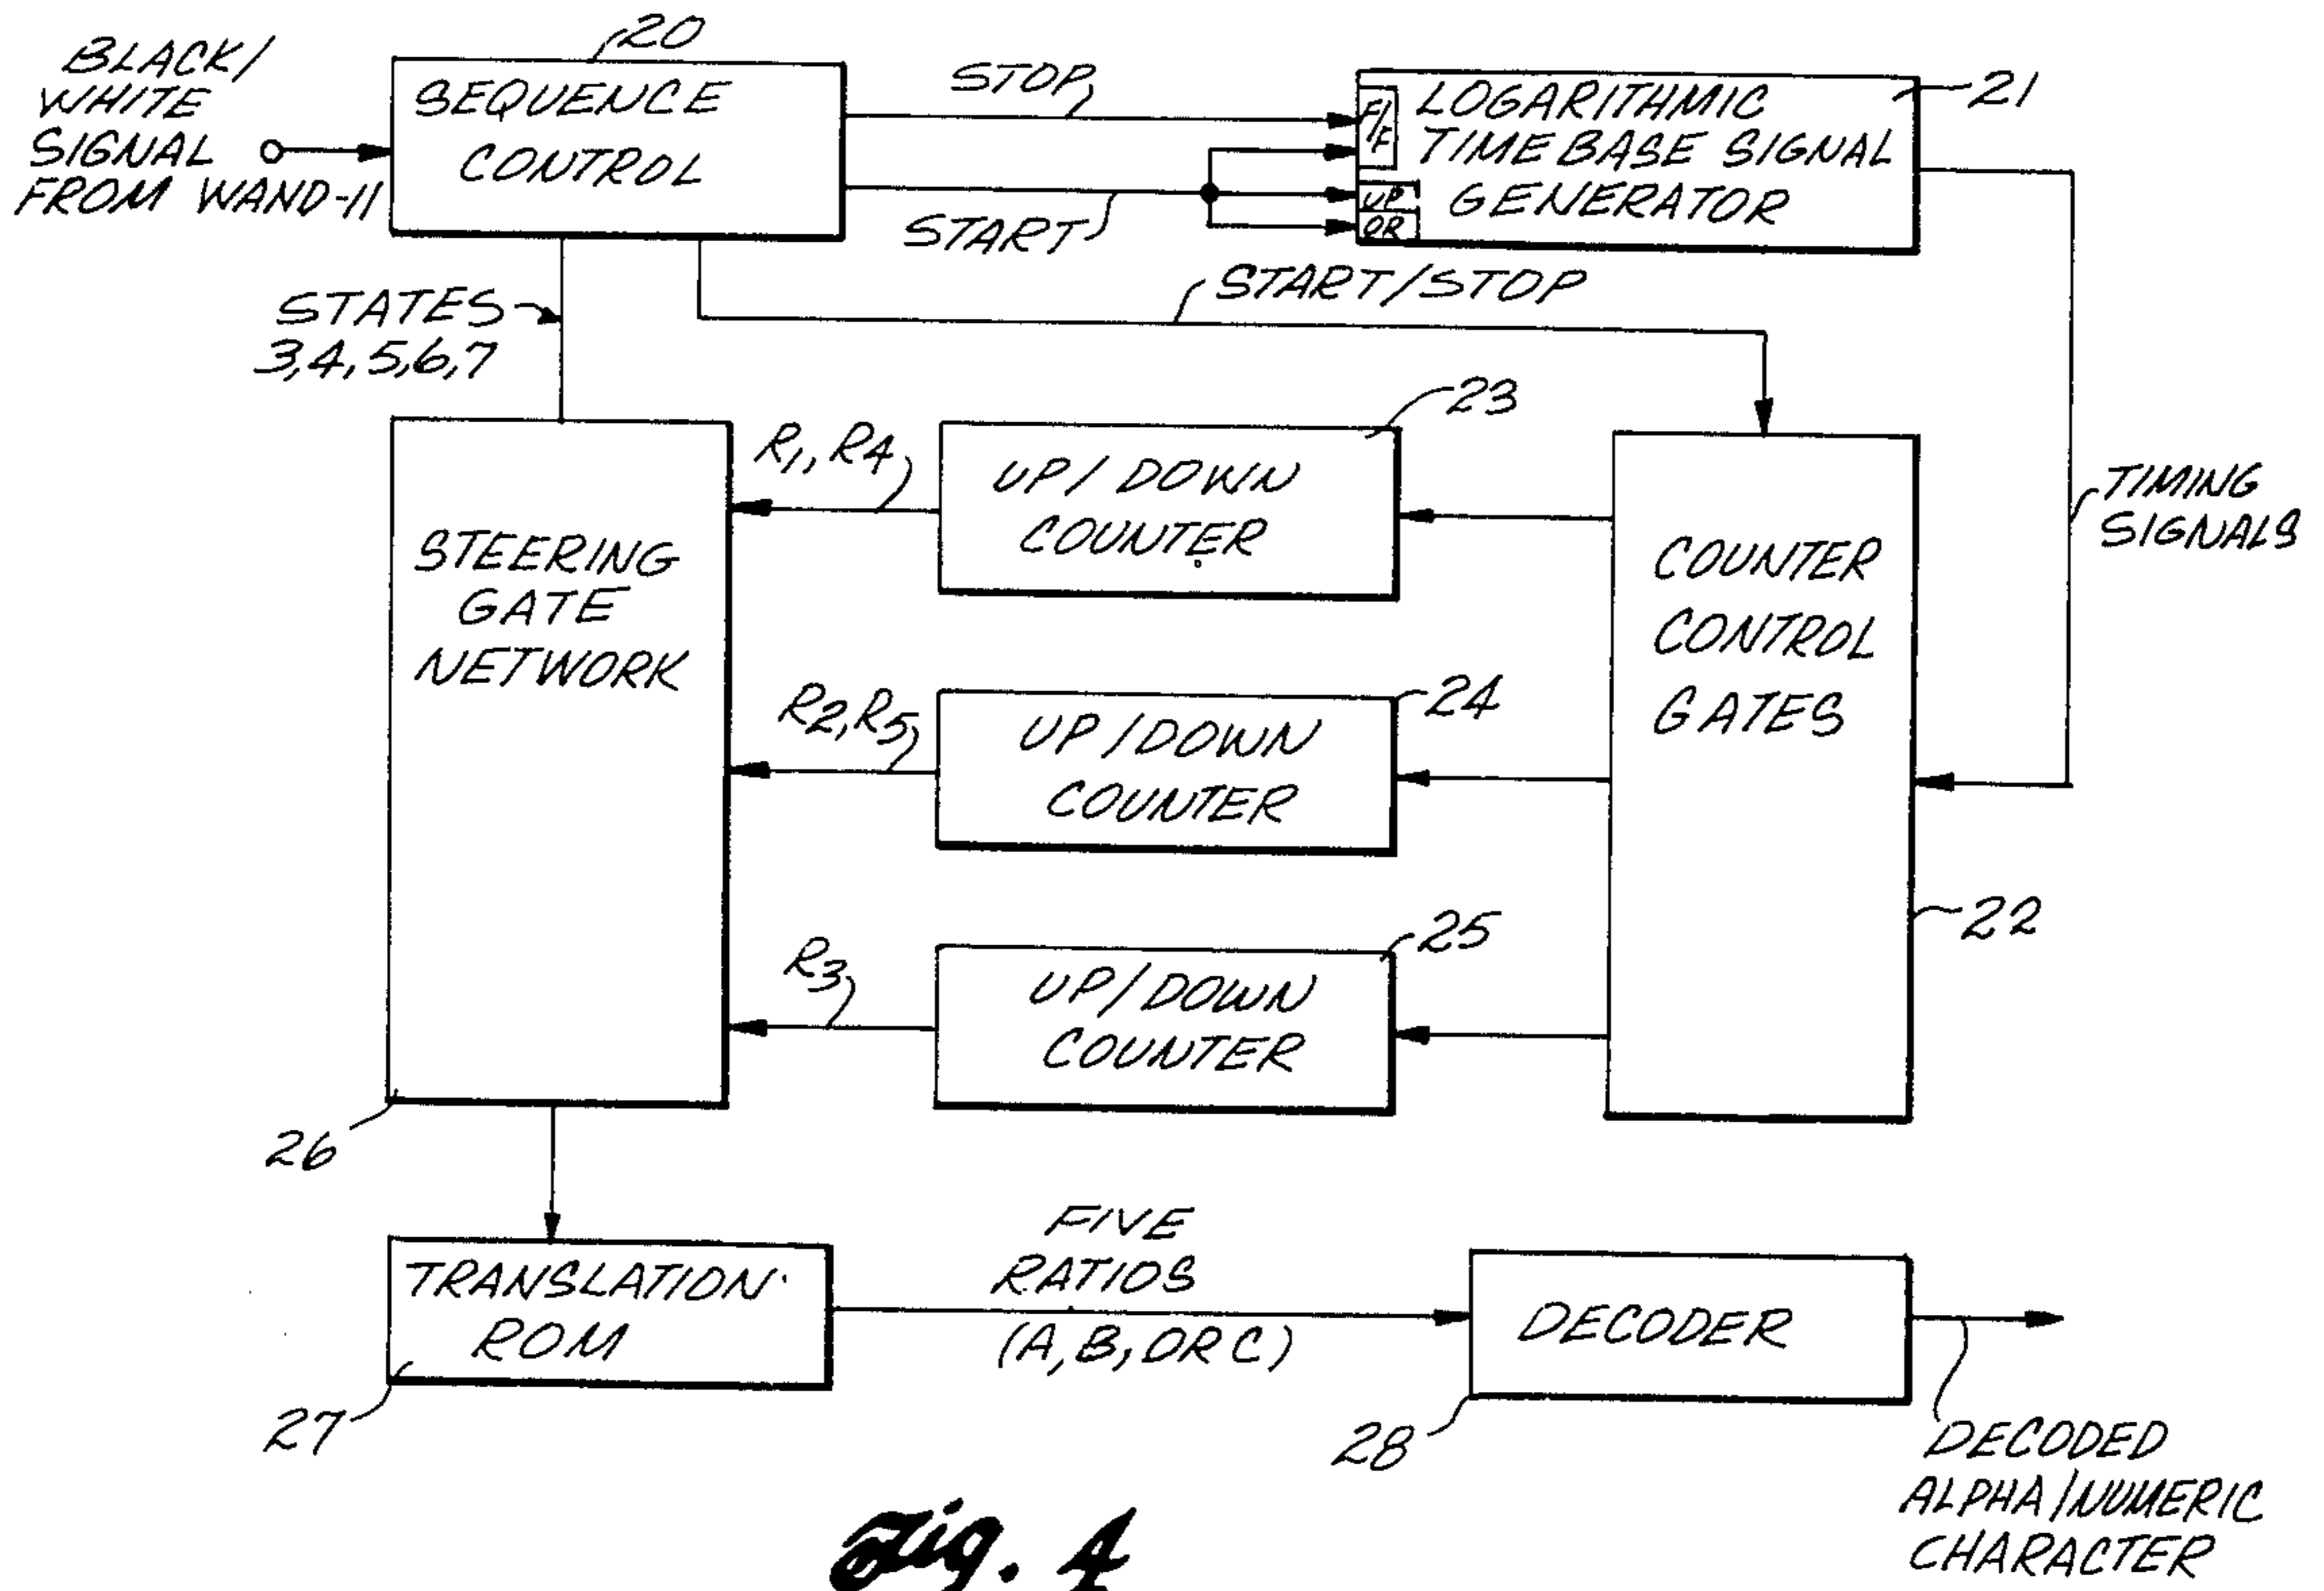 BLACK/
WHITE
SIGNAL
FROM WAND-11
20
SEQUENCE
CONTROL
STOP
START
F/F
UP
OR
LOGARITHMIC
TIME BASE SIGNAL
GENERATOR
21
START/STOP
STATES
3,4,5,6,7
TIMING
SIGNALS
STEERING
GATE
NETWORK
26
R1, R4
UP/DOWN
COUNTER
23
R2, R5
UP/DOWN
COUNTER
24
R3
UP/DOWN
COUNTER
25
COUNTER
CONTROL
GATES
22
TRANSLATION
ROM
27
FIVE
RATIOS
(A, B, OR C)
DECODER
28
DECODED
ALPHA/NUMERIC
CHARACTER
Fig. 4